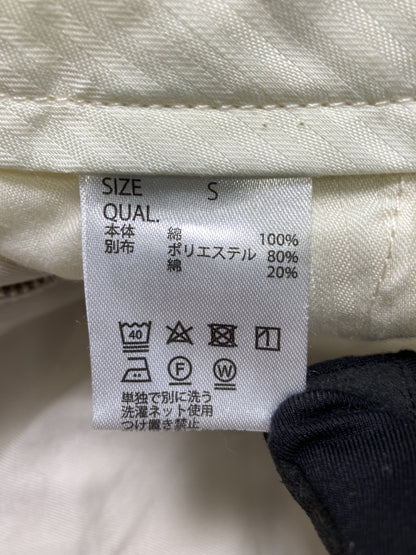 SIZE S
QUAL.
本体 綿 100%
別布 ポリエステル 80%
綿 20%
40
F W
単独で別に洗う
洗濯ネット使用
つけ置き禁止